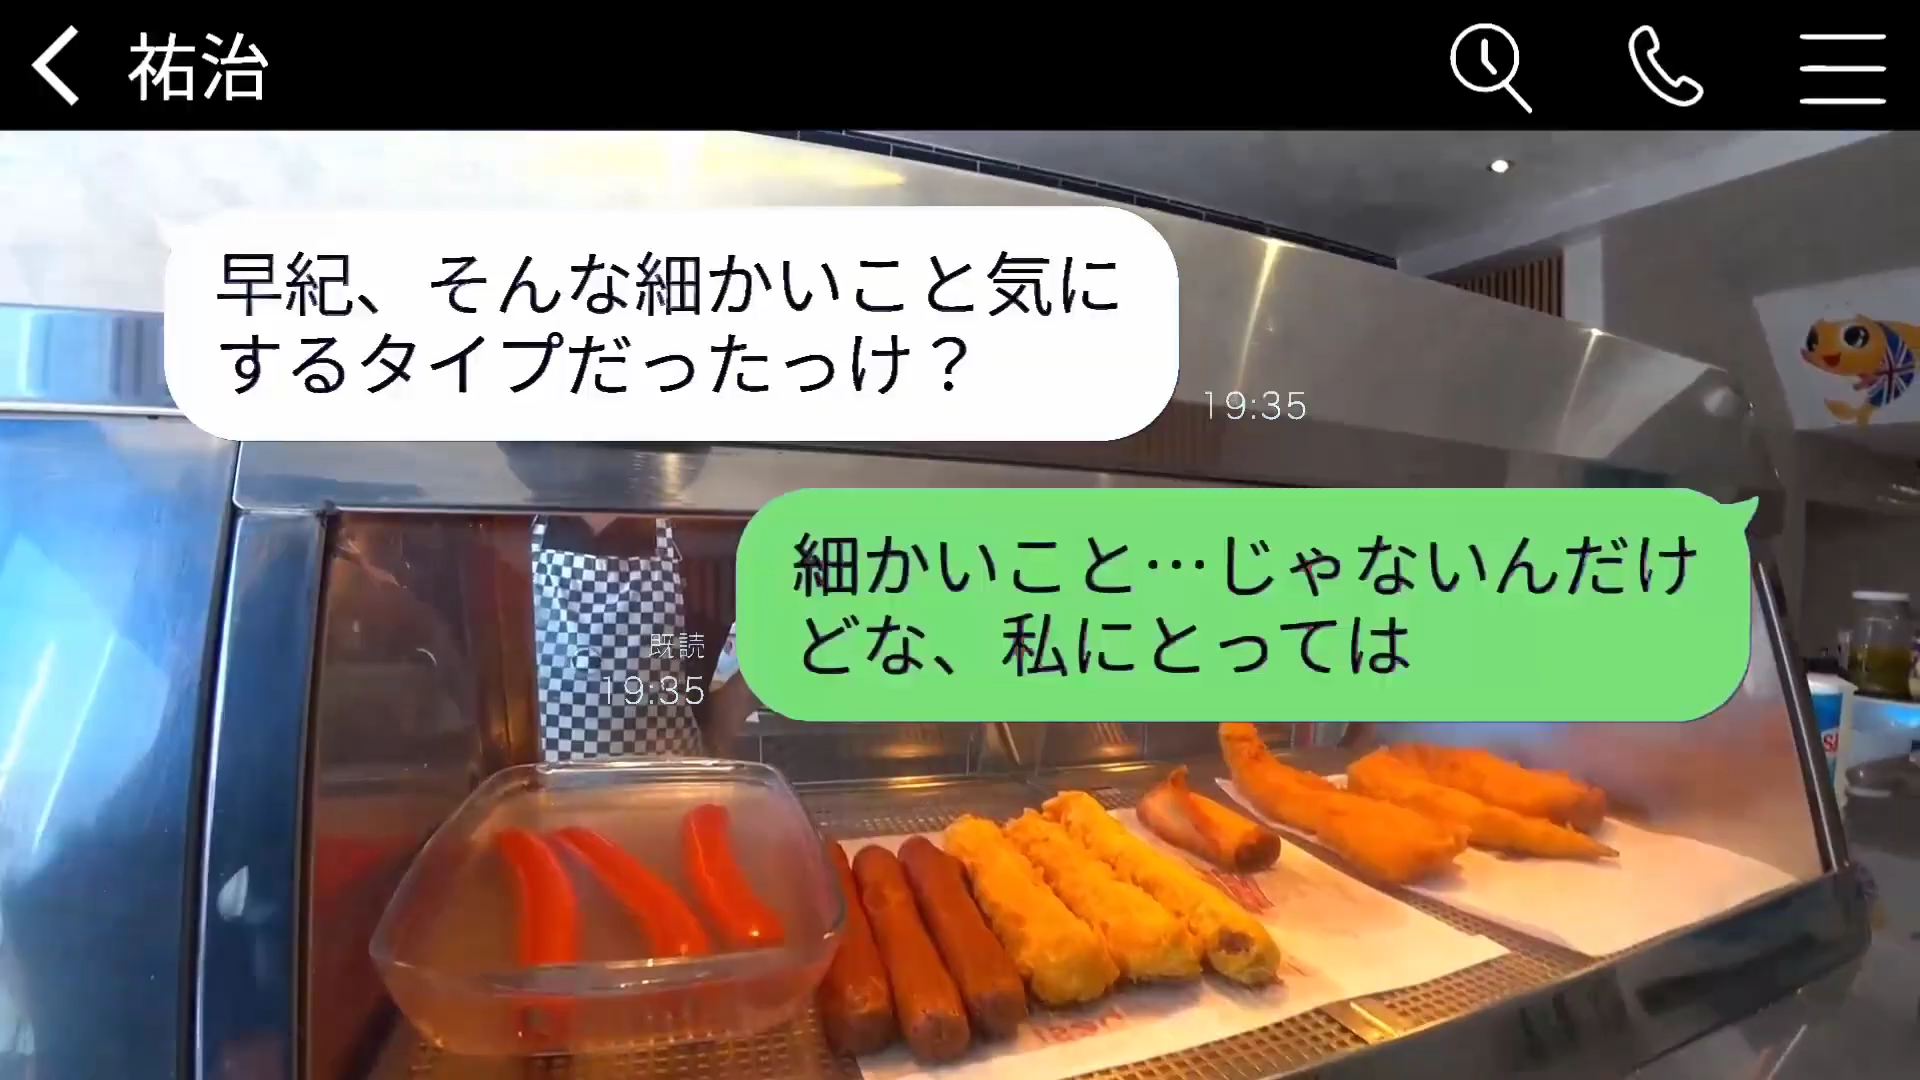 祐治
早紀、そんな細かいこと気に
するタイプだったっけ？
19:35
細かいこと…じゃないんだけ
どな、私にとっては
既読
19:35